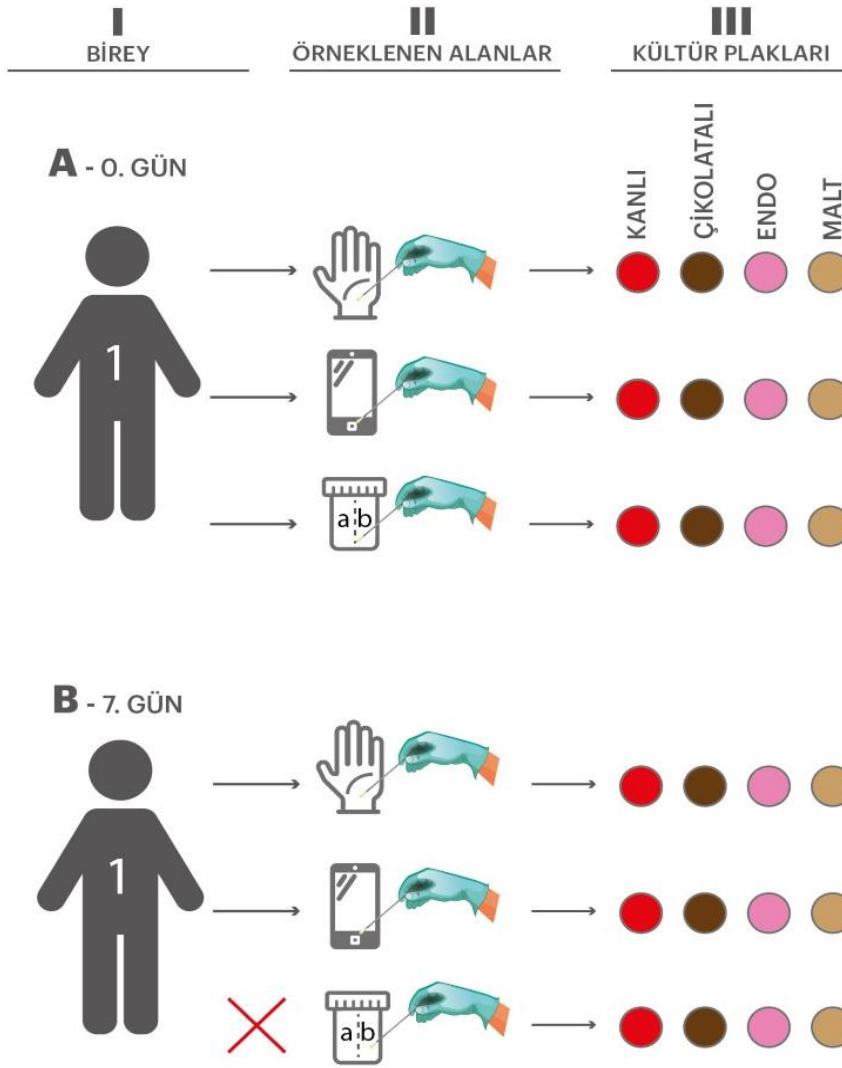 I
BİREY
II
ÖRNEKLENEN ALANLAR
III
KÜLTÜR PLAKLARI
A - 0. GÜN
KANLI
ÇİKOLATALI
ENDO
MALT
1
a b
B - 7. GÜN
1
a b